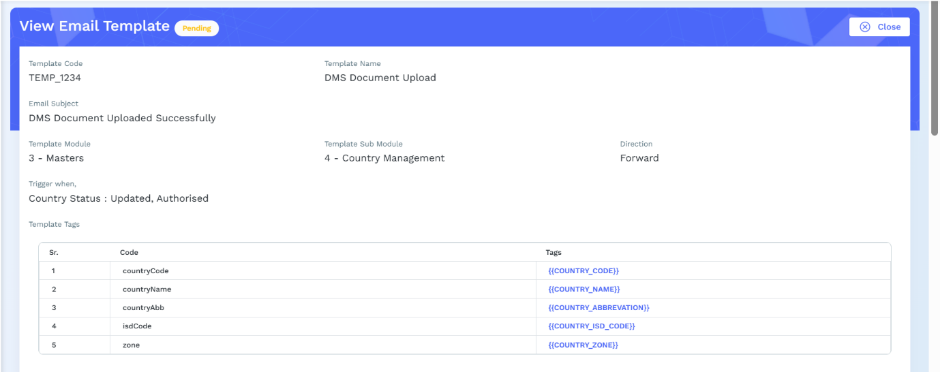 View Email Template Pending
Close
Template Code Template Name
TEMP_1234 DMS Document Upload
Email Subject
DMS Document Uploaded Successfully
Template Module Template Sub Module Direction
3 - Masters 4 - Country Management Forward
Trigger when,
Country Status : Updated, Authorised
Template Tags
Sr. Code Tags
1 countryCode {{COUNTRY_CODE}}
2 countryName {{COUNTRY_NAME}}
3 countryAbb {{COUNTRY_ABBREVATION}}
4 isdCode {{COUNTRY_ISD_CODE}}
5 zone {{COUNTRY_ZONE}}